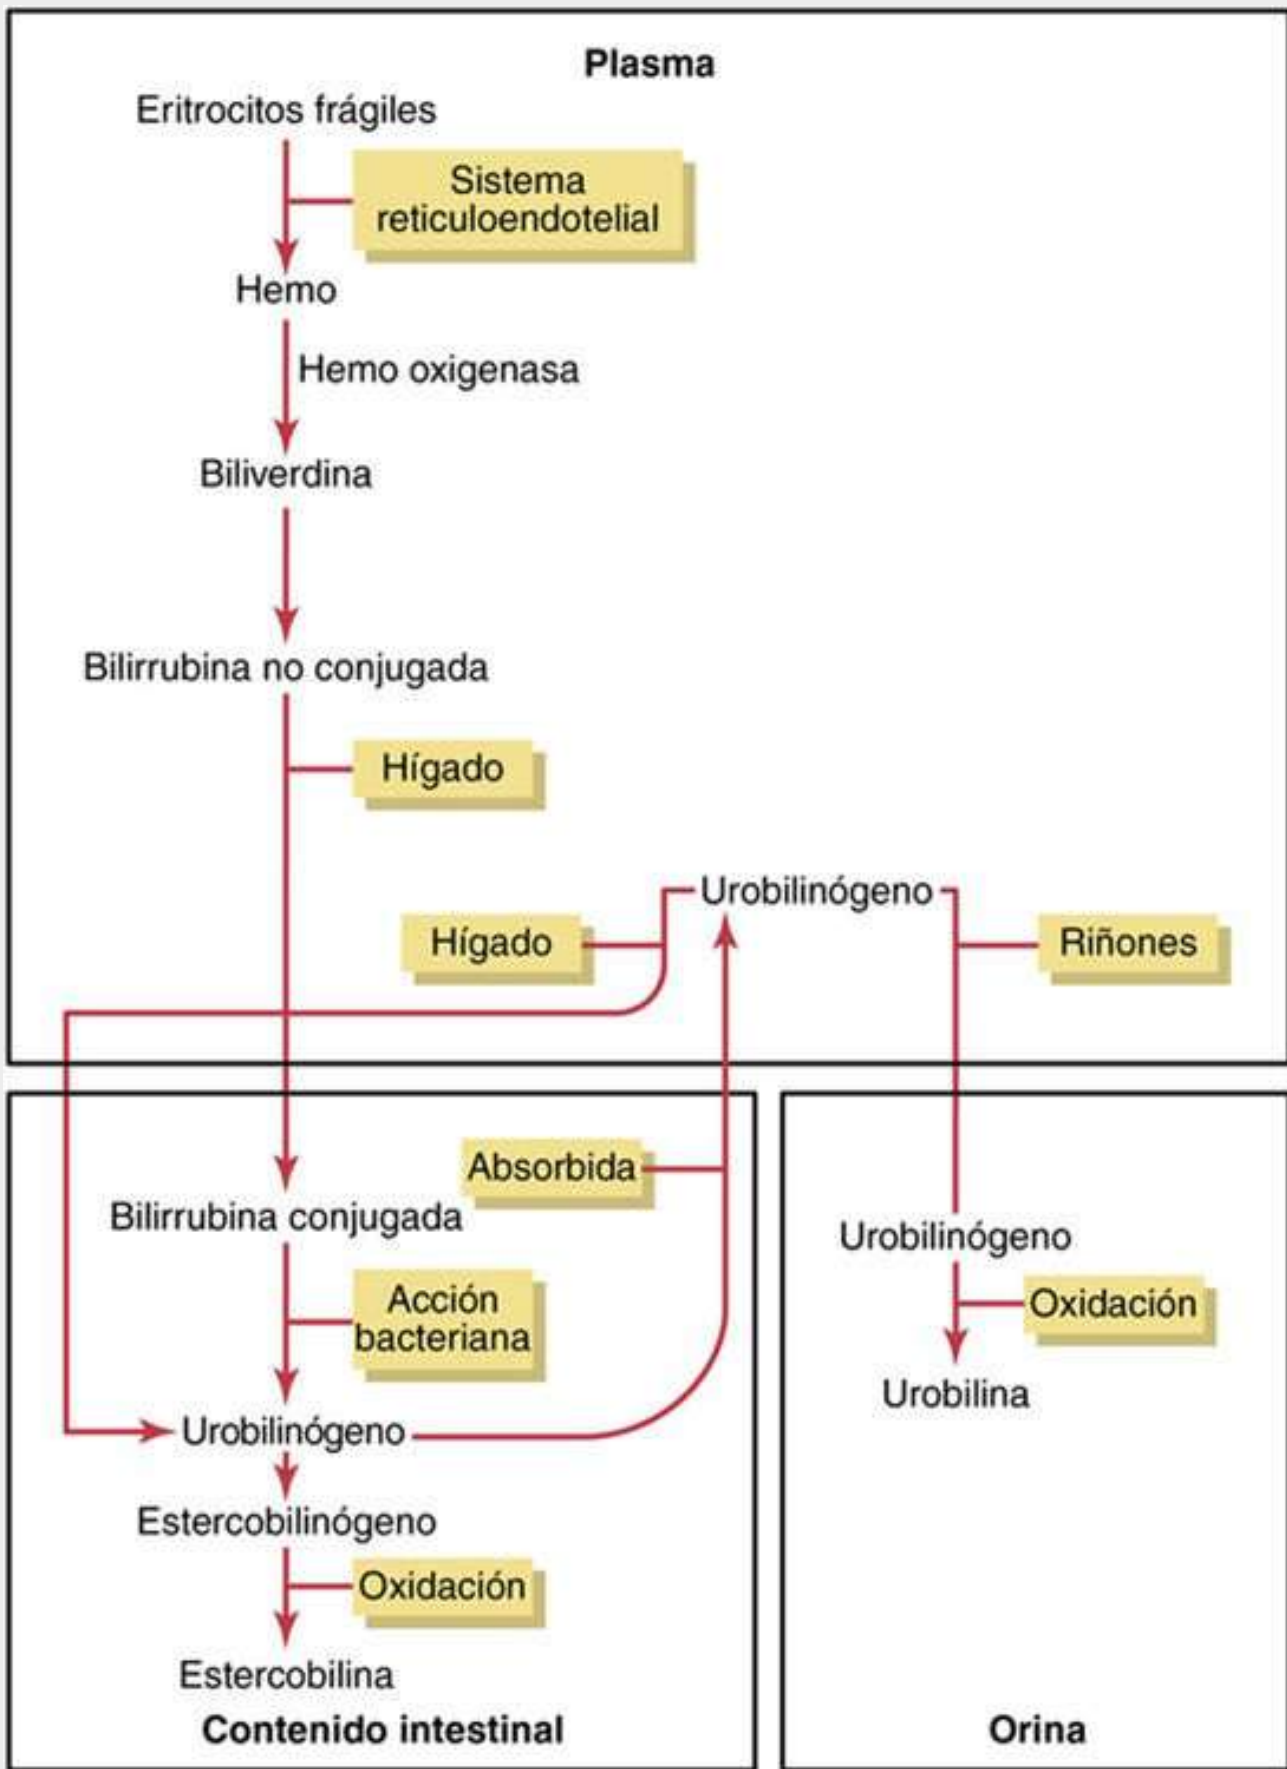 Plasma
Eritrocitos frágiles
Sistema
reticuloendotelial
Hemo
Hemo oxigenasa
Biliverdina
Bilirrubina no conjugada
Hígado
Urobilinógeno
Hígado
Riñones
Absorbida
Bilirrubina conjugada
Acción
bacteriana
Urobilinógeno
Estercobilinógeno
Oxidación
Estercobilina
Contenido intestinal
Urobilinógeno
Oxidación
Urobilina
Orina